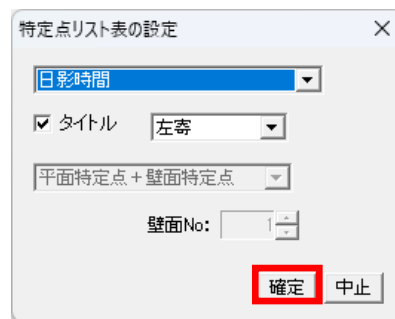 特定点リスト表の設定
日影時間
タイトル 左寄
平面特定点+壁面特定点
壁面No: 1
確定 中止